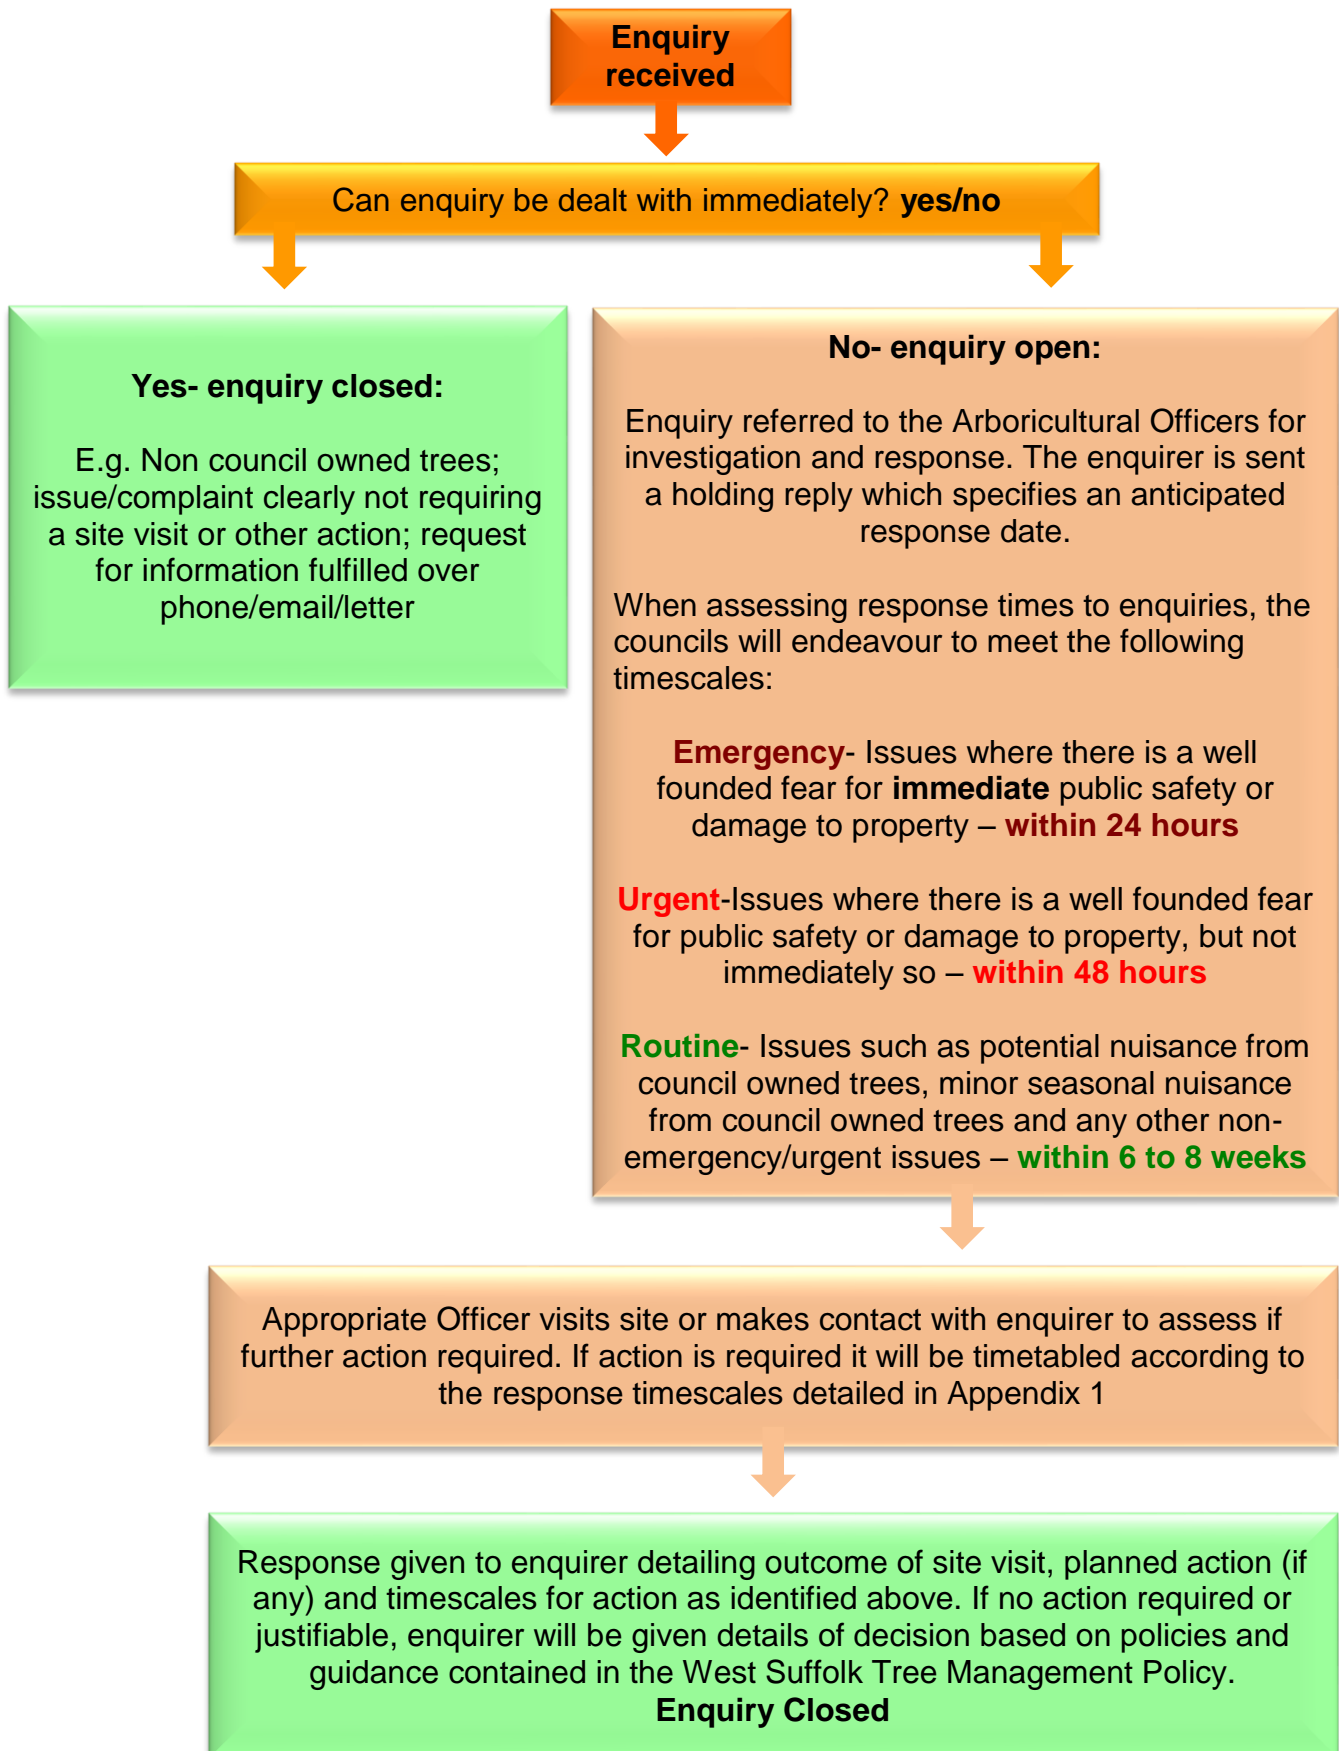 Enquiry
received
Can enquiry be dealt with immediately? yes/no
Yes- enquiry closed:
E.g. Non council owned trees;
issue/complaint clearly not requiring
a site visit or other action; request
for information fulfilled over
phone/email/letter
No- enquiry open:
Enquiry referred to the Arboricultural Officers for
investigation and response. The enquirer is sent
a holding reply which specifies an anticipated
response date.
When assessing response times to enquiries, the
councils will endeavour to meet the following
timescales:
Emergency- Issues where there is a well
founded fear for immediate public safety or
damage to property – within 24 hours
Urgent-Issues where there is a well founded fear
for public safety or damage to property, but not
immediately so – within 48 hours
Routine- Issues such as potential nuisance from
council owned trees, minor seasonal nuisance
from council owned trees and any other non-
emergency/urgent issues – within 6 to 8 weeks
Appropriate Officer visits site or makes contact with enquirer to assess if
further action required. If action is required it will be timetabled according to
the response timescales detailed in Appendix 1
Response given to enquirer detailing outcome of site visit, planned action (if
any) and timescales for action as identified above. If no action required or
justifiable, enquirer will be given details of decision based on policies and
guidance contained in the West Suffolk Tree Management Policy.
Enquiry Closed